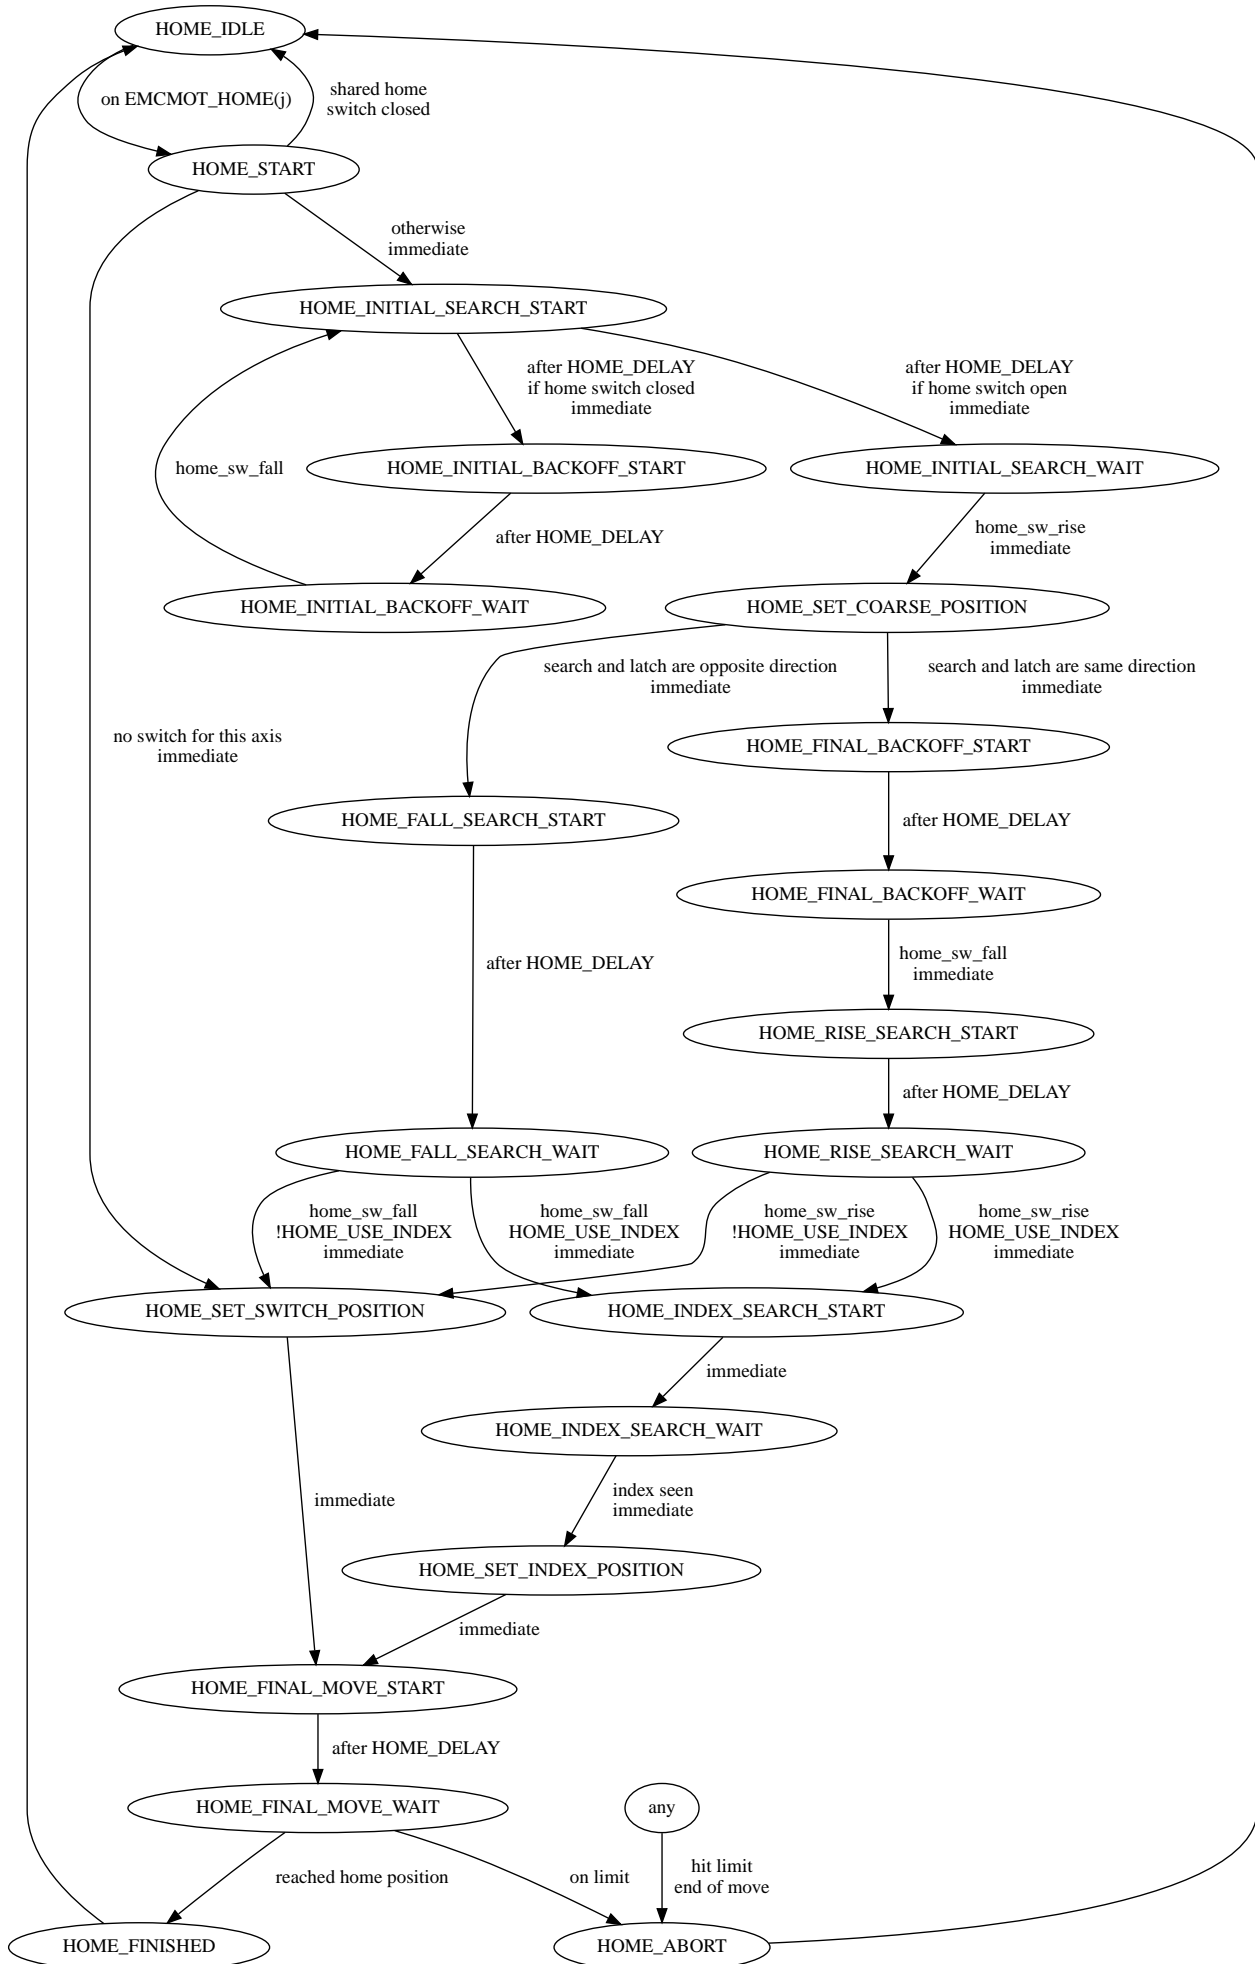 HOME_IDLE
on EMCMOT_HOME(j)
shared home
switch closed
HOME_START
otherwise
immediate
HOME_INITIAL_SEARCH_START
after HOME_DELAY
if home switch closed
immediate
after HOME_DELAY
if home switch open
immediate
home_sw_fall
HOME_INITIAL_BACKOFF_START
HOME_INITIAL_SEARCH_WAIT
after HOME_DELAY
home_sw_rise
immediate
HOME_INITIAL_BACKOFF_WAIT
HOME_SET_COARSE_POSITION
search and latch are opposite direction
immediate
search and latch are same direction
immediate
no switch for this axis
immediate
HOME_FINAL_BACKOFF_START
HOME_FALL_SEARCH_START
after HOME_DELAY
HOME_FINAL_BACKOFF_WAIT
after HOME_DELAY
home_sw_fall
immediate
HOME_RISE_SEARCH_START
after HOME_DELAY
HOME_FALL_SEARCH_WAIT
HOME_RISE_SEARCH_WAIT
home_sw_fall
!HOME_USE_INDEX
immediate
home_sw_fall
HOME_USE_INDEX
immediate
home_sw_rise
!HOME_USE_INDEX
immediate
home_sw_rise
HOME_USE_INDEX
immediate
HOME_SET_SWITCH_POSITION
HOME_INDEX_SEARCH_START
immediate
HOME_INDEX_SEARCH_WAIT
immediate
index seen
immediate
HOME_SET_INDEX_POSITION
immediate
HOME_FINAL_MOVE_START
after HOME_DELAY
HOME_FINAL_MOVE_WAIT
any
reached home position
on limit
hit limit
end of move
HOME_FINISHED
HOME_ABORT